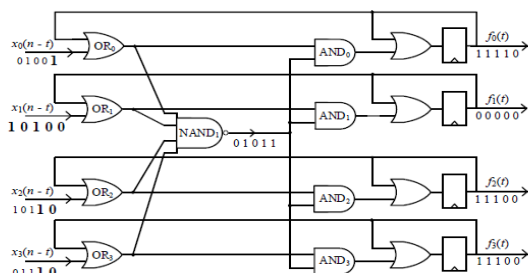 x₀(n - t) OR₀ AND₀ f₀(t)
0 1 0 0 1 1 1 1 1 0
x₁(n - t) OR₁ NAND₁ 0 1 0 1 1 AND₁ f₁(t)
1 0 1 0 0 0 0 0 0 0
x₂(n - t) OR₂ AND₂ f₂(t)
1 0 1 1 0 1 1 1 0 0
x₃(n - t) OR₃ AND₃ f₃(t)
0 1 1 1 0 1 1 1 0 0